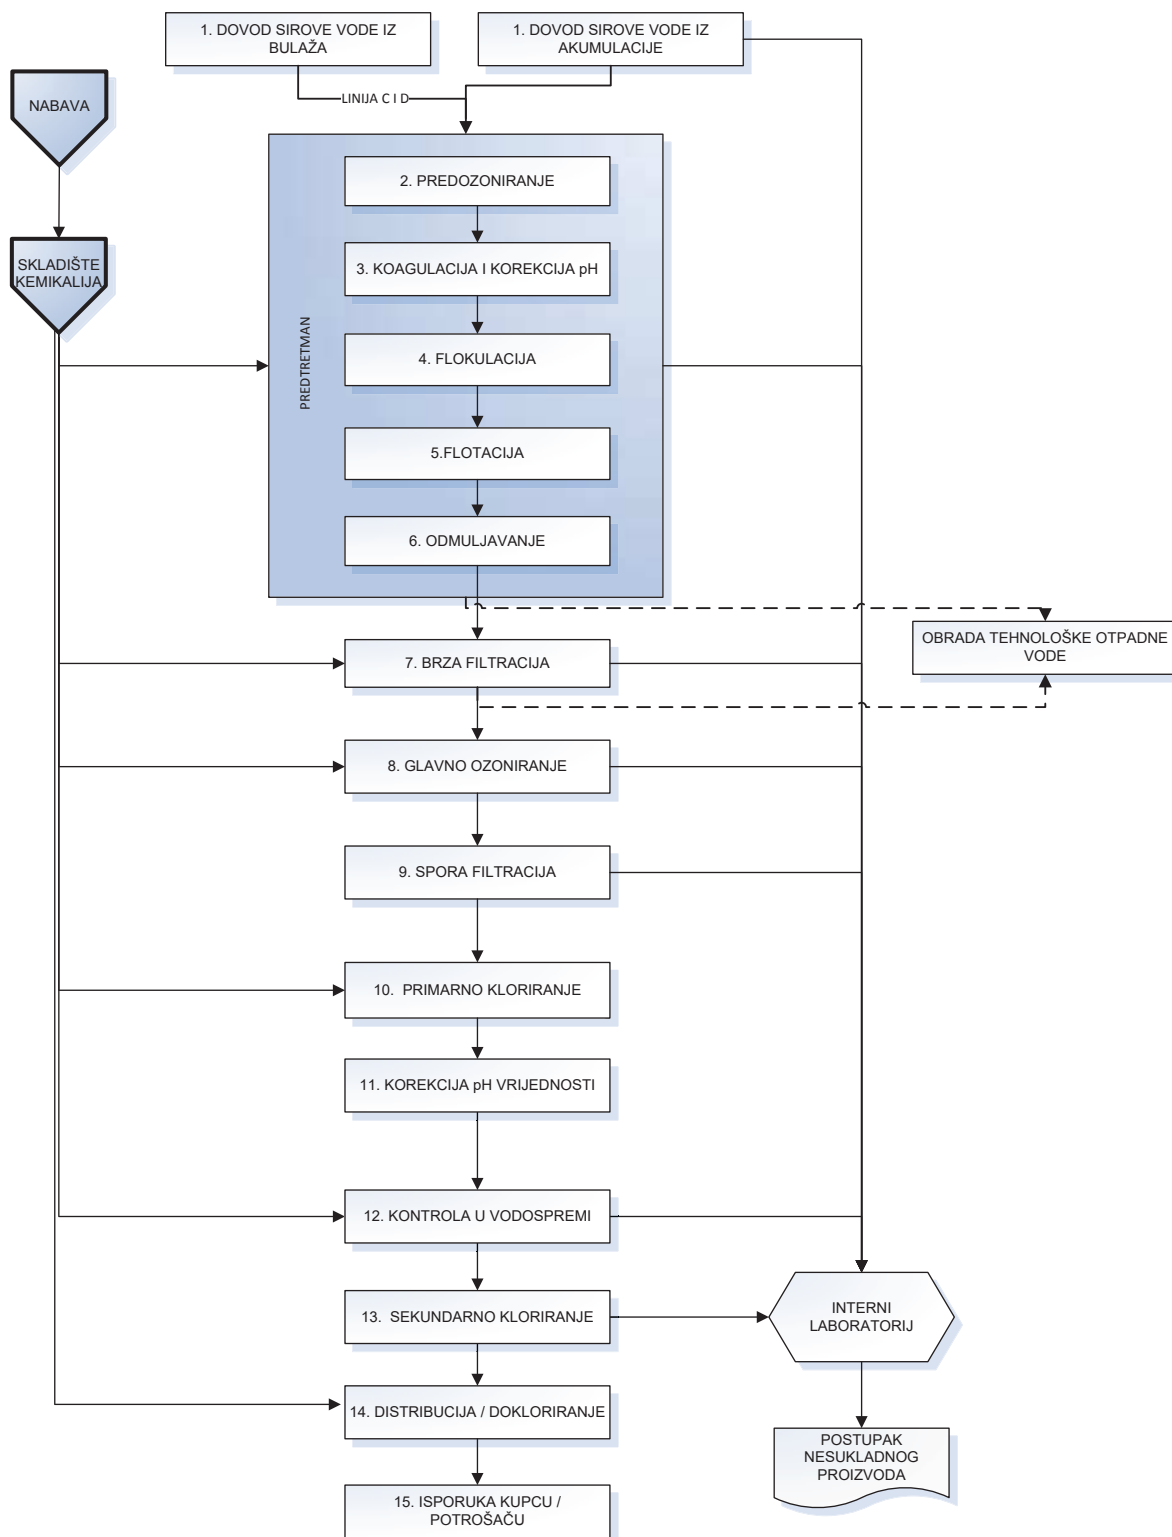 1. DOVOD SIROVE VODE IZ
BULAŽA
1. DOVOD SIROVE VODE IZ
AKUMULACIJE
NABAVA
LINIJA C I D
2. PREDOZONIRANJE
SKLADIŠTE
KEMIKALIJA
3. KOAGULACIJA I KOREKCIJA pH
PREDTRETMAN
4. FLOKULACIJA
5.FLOTACIJA
6. ODMULJAVANJE
OBRADA TEHNOLOŠKE OTPADNE
VODE
7. BRZA FILTRACIJA
8. GLAVNO OZONIRANJE
9. SPORA FILTRACIJA
10. PRIMARNO KLORIRANJE
11. KOREKCIJA pH VRIJEDNOSTI
12. KONTROLA U VODOSPREMI
13. SEKUNDARNO KLORIRANJE
INTERNI
LABORATORIJ
14. DISTRIBUCIJA / DOKLORIRANJE
POSTUPAK
NESUKLADNOG
PROIZVODA
15. ISPORUKA KUPCU /
POTROŠAČU